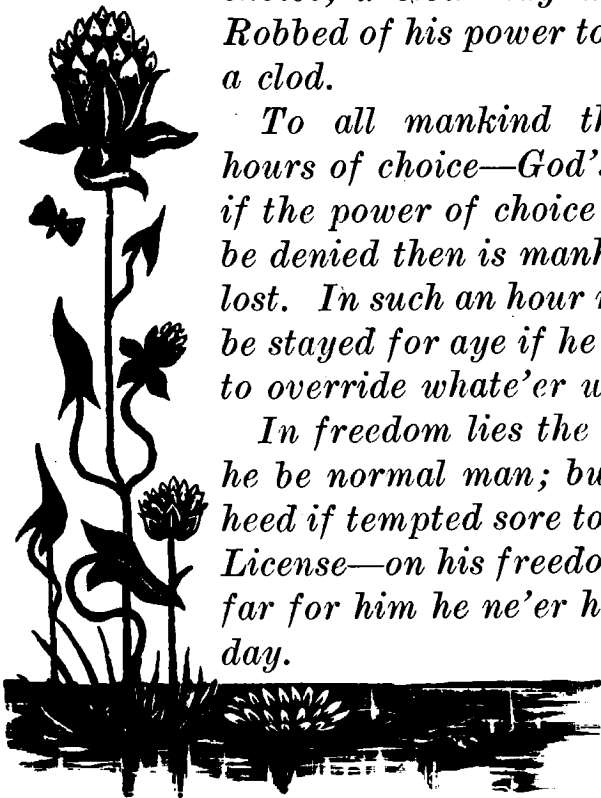 Robbed of his power to
a clod.
To all mankind th
hours of choice—God'
if the power of choice
be denied then is man
lost. In such an hour
be stayed for aye if he
to override whate'er
In freedom lies the
he be normal man; bu
heed if tempted sore to
License—on his freedo
far for him he ne'er h
day.